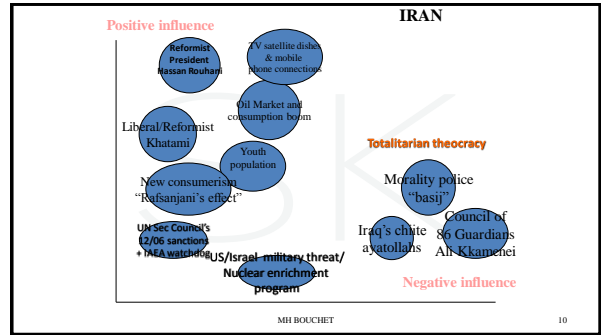 IRAN
Positive influence
Reformist
President
Hassan Rouhani
TV satellite dishes
& mobile
phone connections
Oil Market and
consumption boom
Liberal/Reformist
Khatami
Youth
population
Totalitarian theocracy
Morality police
“basij”
New consumerism
“Rafsanjani’s effect”
UN Sec Council’s
12/06 sanctions
+ IAEA watchdog
US/Israel military threat/
Nuclear enrichment
program
Iraq’s chiite
ayatollahs
Council of
86 Guardians
Ali Kkamenei
Negative influence
MH BOUCHET
10
SK